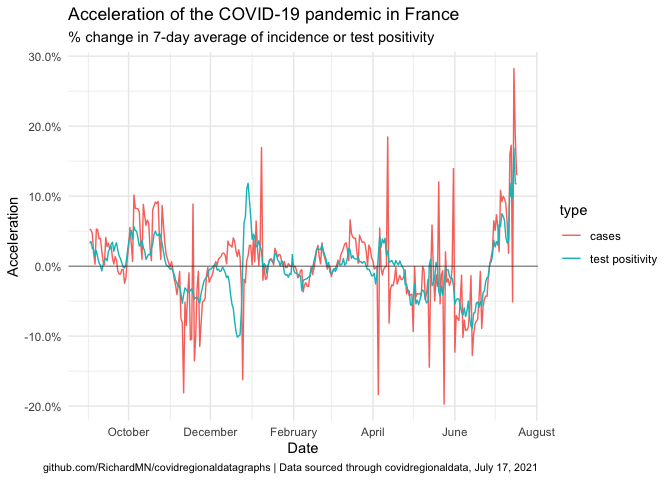 Acceleration of the COVID-19 pandemic in France
% change in 7-day average of incidence or test positivity
30.0%
20.0%
10.0%
0.0%
-10.0%
-20.0%
Acceleration
October
December
February
April
June
August
Date
type
cases
test positivity
github.com/RichardMN/covidregionaldatagraphs | Data sourced through covidregionaldata, July 17, 2021